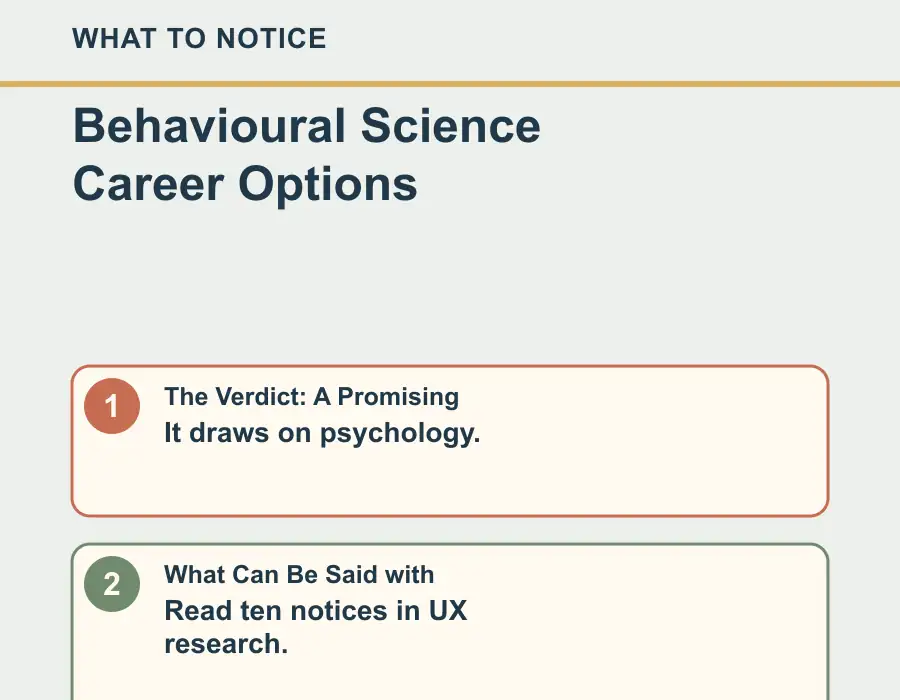 WHAT TO NOTICE
Behavioural Science
Career Options
1
The Verdict: A Promising
It draws on psychology.
2
What Can Be Said with
Read ten notices in UX
research.